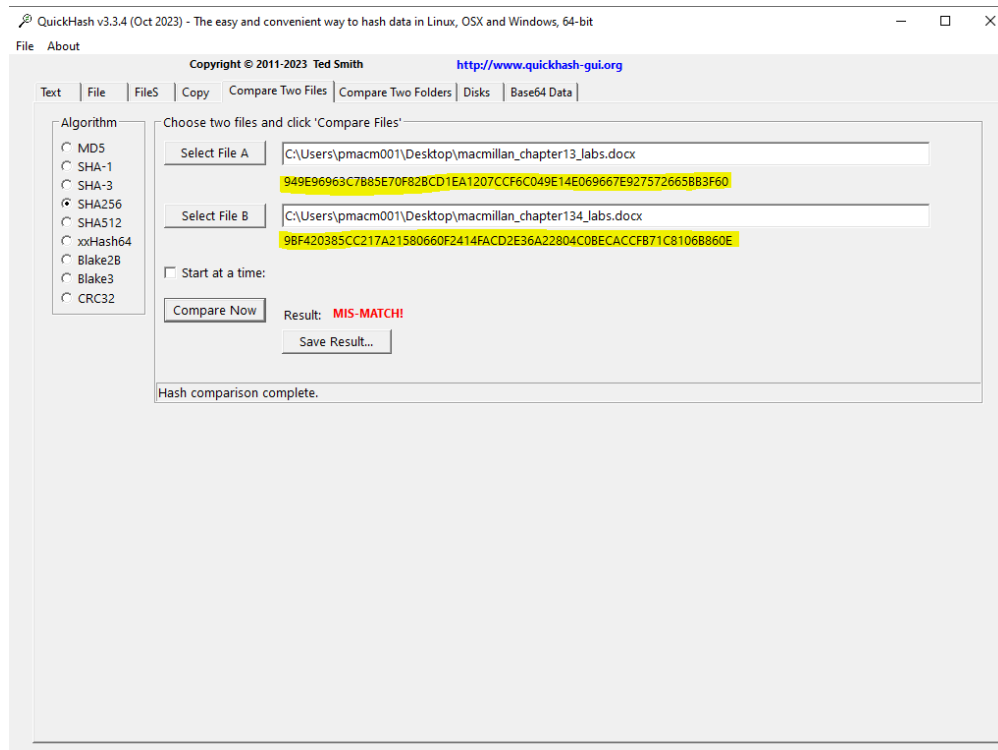 QuickHash v3.3.4 (Oct 2023) - The easy and convenient way to hash data in Linux, OSX and Windows, 64-bit
File About
Copyright © 2011-2023 Ted Smith http://www.quickhash-gui.org
Text File FileS Copy Compare Two Files Compare Two Folders Disks Base64 Data
Algorithm
MD5
SHA-1
SHA-3
SHA256
SHA512
xxHash64
Blake2B
Blake3
CRC32
Choose two files and click 'Compare Files'
Select File A C:\Users\pmacm001\Desktop\macmillan_chapter13_labs.docx
949E96963C7B85E70F82BCD1EA1207CCF6C049E14E069667E927572665BB3F60
Select File B C:\Users\pmacm001\Desktop\macmillan_chapter134_labs.docx
9BF420385CC217A21580660F2414FACD2E36A22804C0BECACCFB71C8106B860E
Start at a time:
Compare Now Result: MIS-MATCH!
Save Result...
Hash comparison complete.